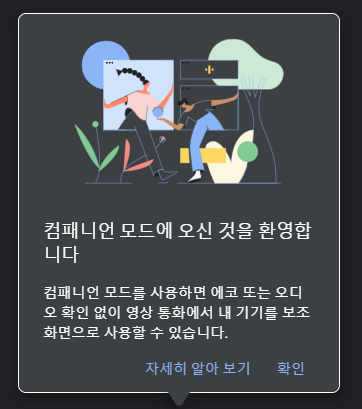 컴패니언 모드에 오신 것을 환영합
니다
컴패니언 모드를 사용하면 에코 또는 오디
오 확인 없이 영상 통화에서 내 기기를 보조
화면으로 사용할 수 있습니다.
자세히 알아 보기 확인